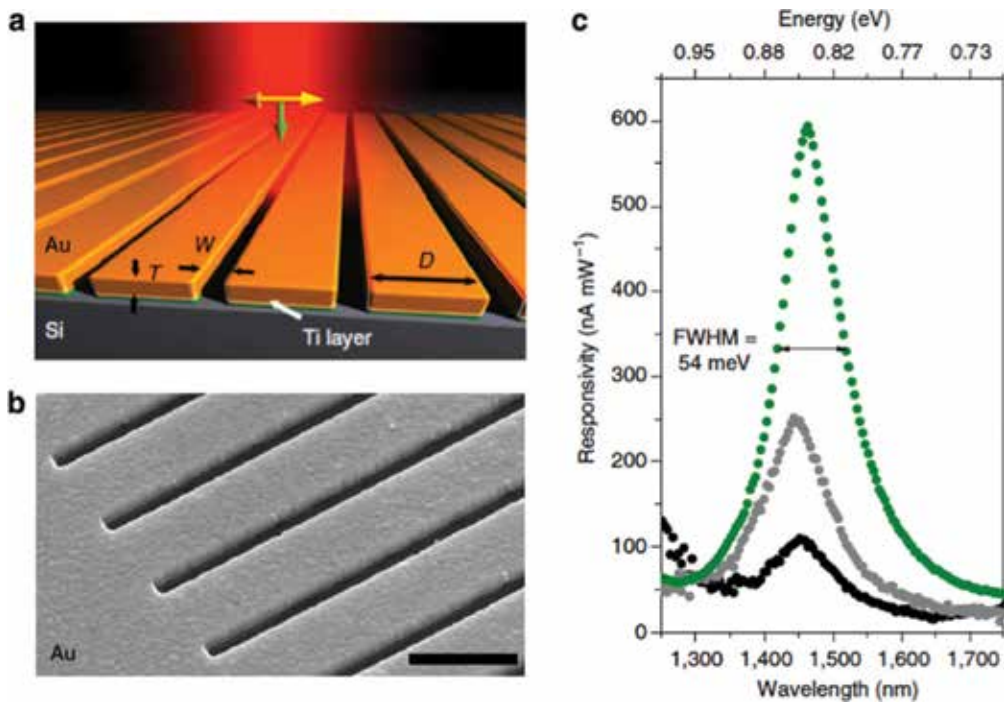 a
Au
T
W
D
Si
Ti layer
b
Au
c
Energy (eV)
0.95 0.88 0.82 0.77 0.73
600
500
400
300
200
100
0
Responsivity (nA mW⁻¹)
FWHM =
54 meV
1,300 1,400 1,500 1,600 1,700
Wavelength (nm)